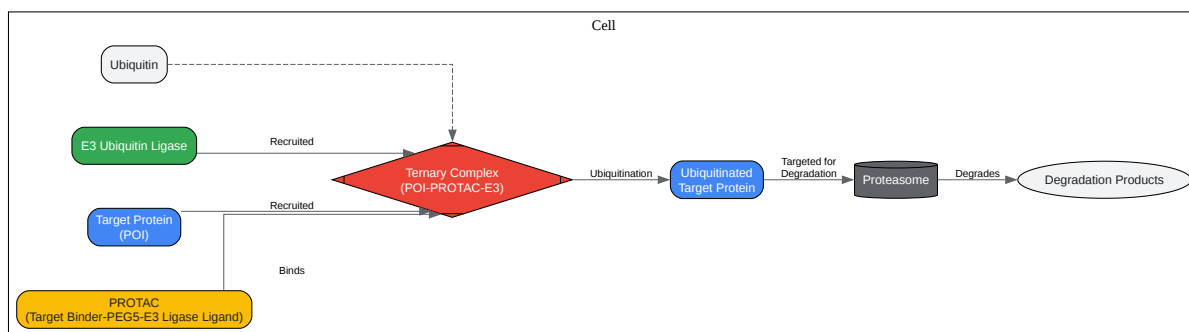 Cell
Ubiquitin
E3 Ubiquitin Ligase
Recruited
Ternary Complex
(POI-PROTAC-E3)
Ubiquitination
Ubiquitinated
Target Protein
Targeted for
Degradation
Proteasome
Degrades
Degradation Products
Recruited
Target Protein
(POI)
Binds
PROTAC
(Target Binder-PEG5-E3 Ligase Ligand)